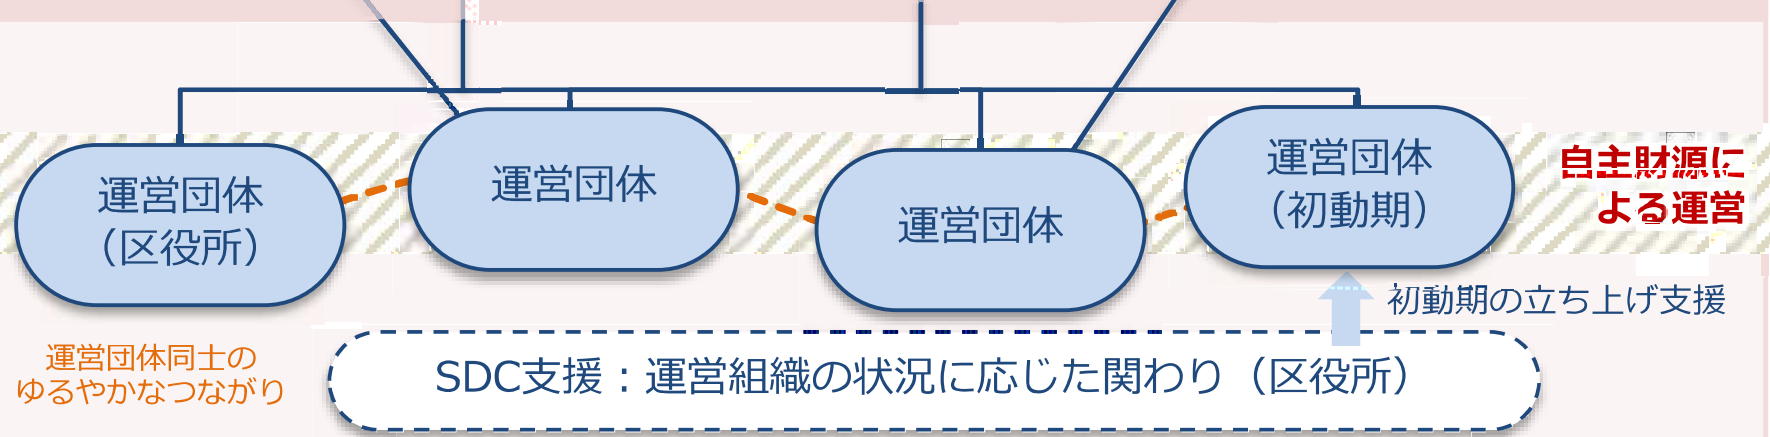 運営団体
（区役所）
運営団体
運営団体
運営団体
（初動期）
自主財源に
よる運営
初動期の立ち上げ支援
運営団体同士の
ゆるやかなつながり
SDC支援：運営組織の状況に応じた関わり（区役所）